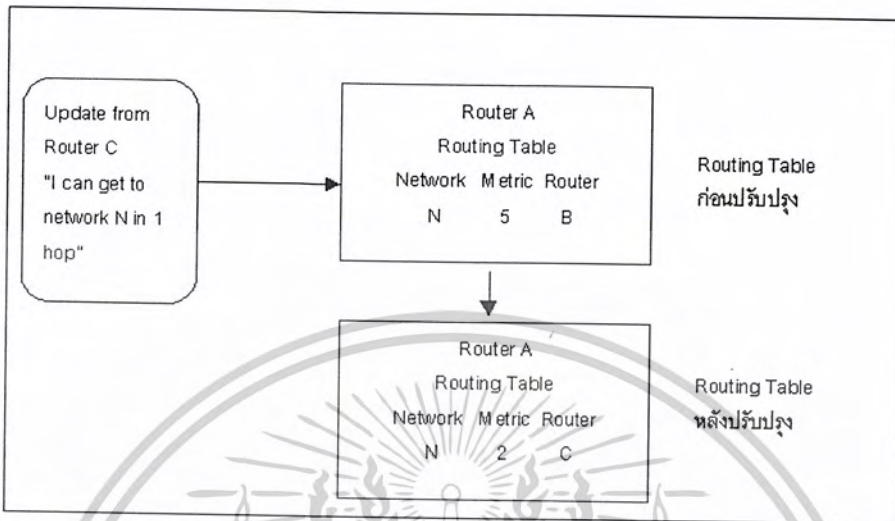 Update from
Router C
"I can get to
network N in 1
hop"
Router A
Routing Table
Network Metric Router
N 5 B
Routing Table
ก่อนปรับปรุง
Router A
Routing Table
Network Metric Router
N 2 C
Routing Table
หลังปรับปรุง